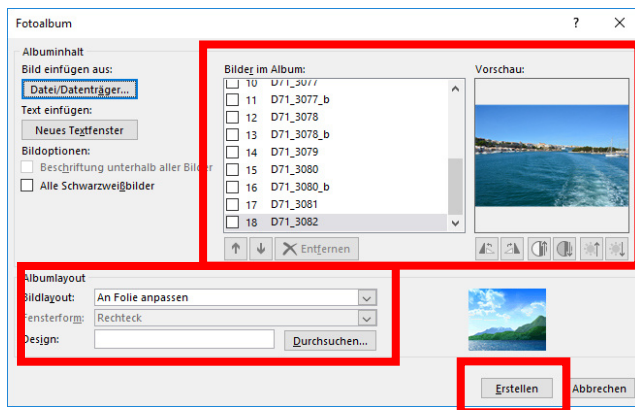 Fotoalbum
? ×
Albuminhalt
Bild einfügen aus:
Datei/Datenträger...
Text einfügen:
Neues Textfenster
Bildoptionen:
Beschriftung unterhalb aller Bilder
Alle Schwarzweißbilder
Bilder im Album:
10 D71_3077
11 D71_3077_b
12 D71_3078
13 D71_3078_b
14 D71_3079
15 D71_3080
16 D71_3080_b
17 D71_3081
18 D71_3082
Entfernen
Vorschau:
Albumlayout
Bildlayout: An Folie anpassen
Fensterform: Rechteck
Design:
Durchsuchen...
Erstellen
Abbrechen